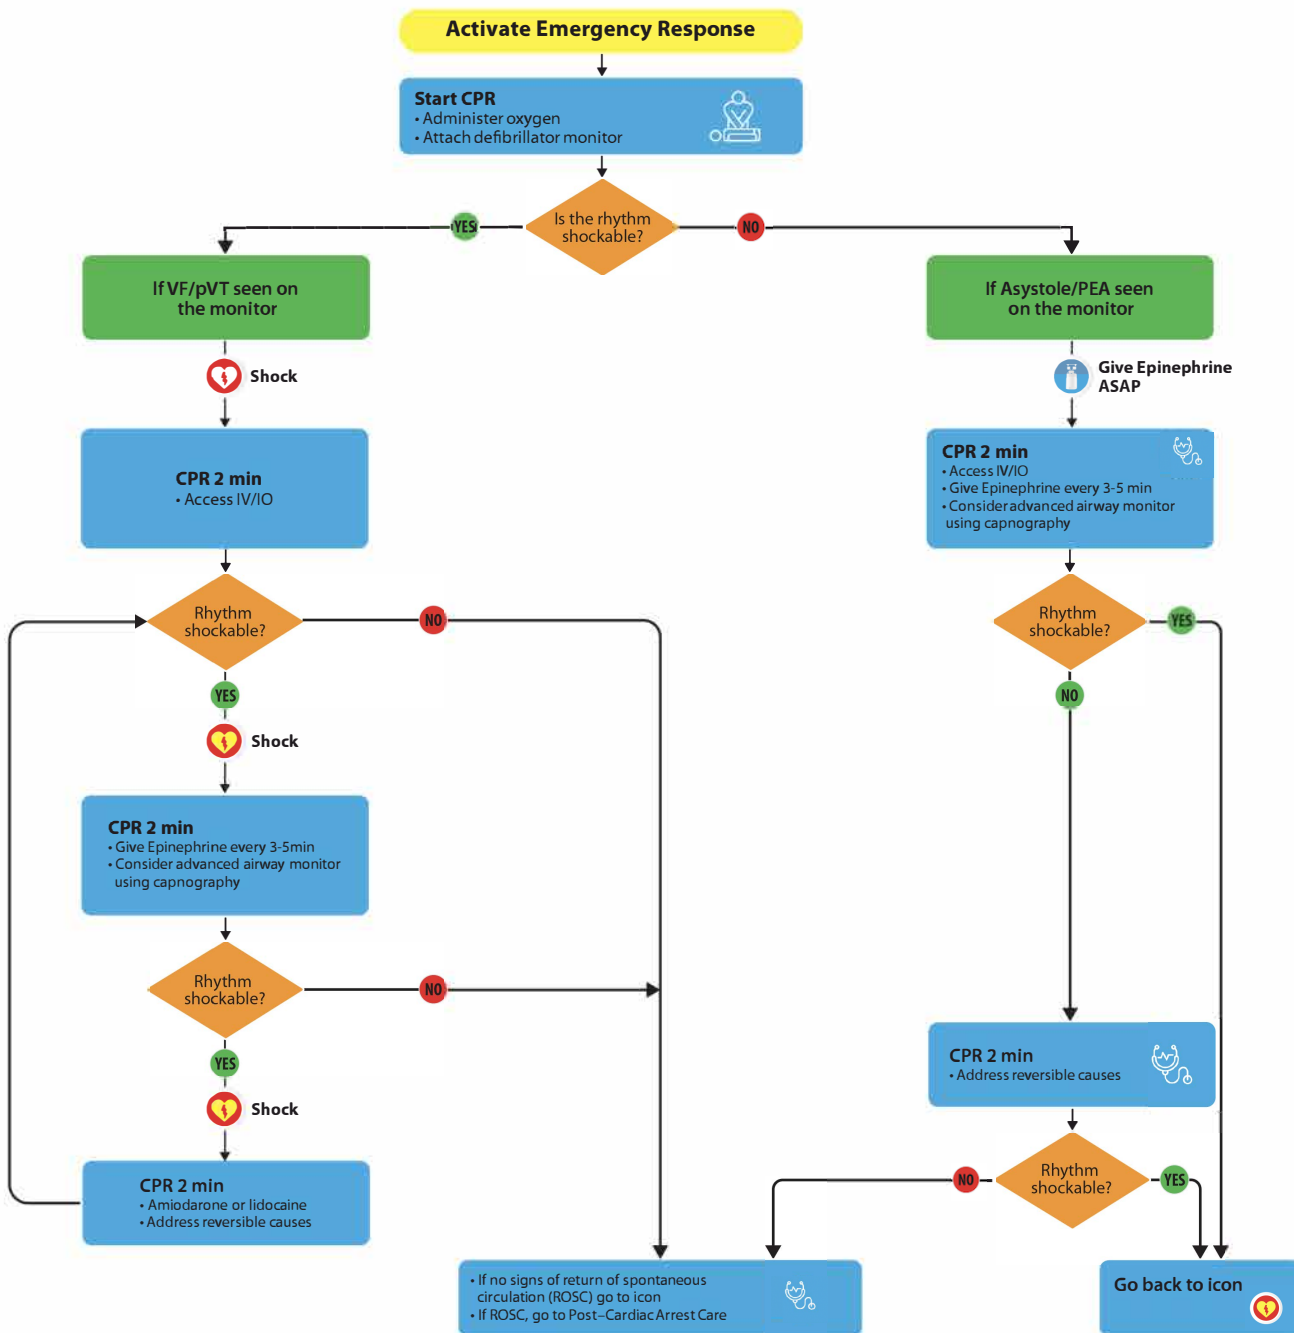 Activate Emergency Response
Start CPR
• Administer oxygen
• Attach defibrillator monitor
Is the rhythm
shockable?
YES
NO
If VF/pVT seen on
the monitor
Shock
CPR 2 min
• Access IV/IO
Rhythm
shockable?
NO
YES
Shock
CPR 2 min
• Give Epinephrine every 3-5min
• Consider advanced airway monitor
using capnography
Rhythm
shockable?
NO
YES
Shock
CPR 2 min
• Amiodarone or lidocaine
• Address reversible causes
If Asystole/PEA seen
on the monitor
Give Epinephrine
ASAP
CPR 2 min
• Access IV/IO
• Give Epinephrine every 3-5 min
• Consider advanced airway monitor
using capnography
Rhythm
shockable?
YES
NO
CPR 2 min
• Address reversible causes
Rhythm
shockable?
NO
YES
• If no signs of return of spontaneous
circulation (ROSC) go to icon
• If ROSC, go to Post–Cardiac Arrest Care
Go back to icon